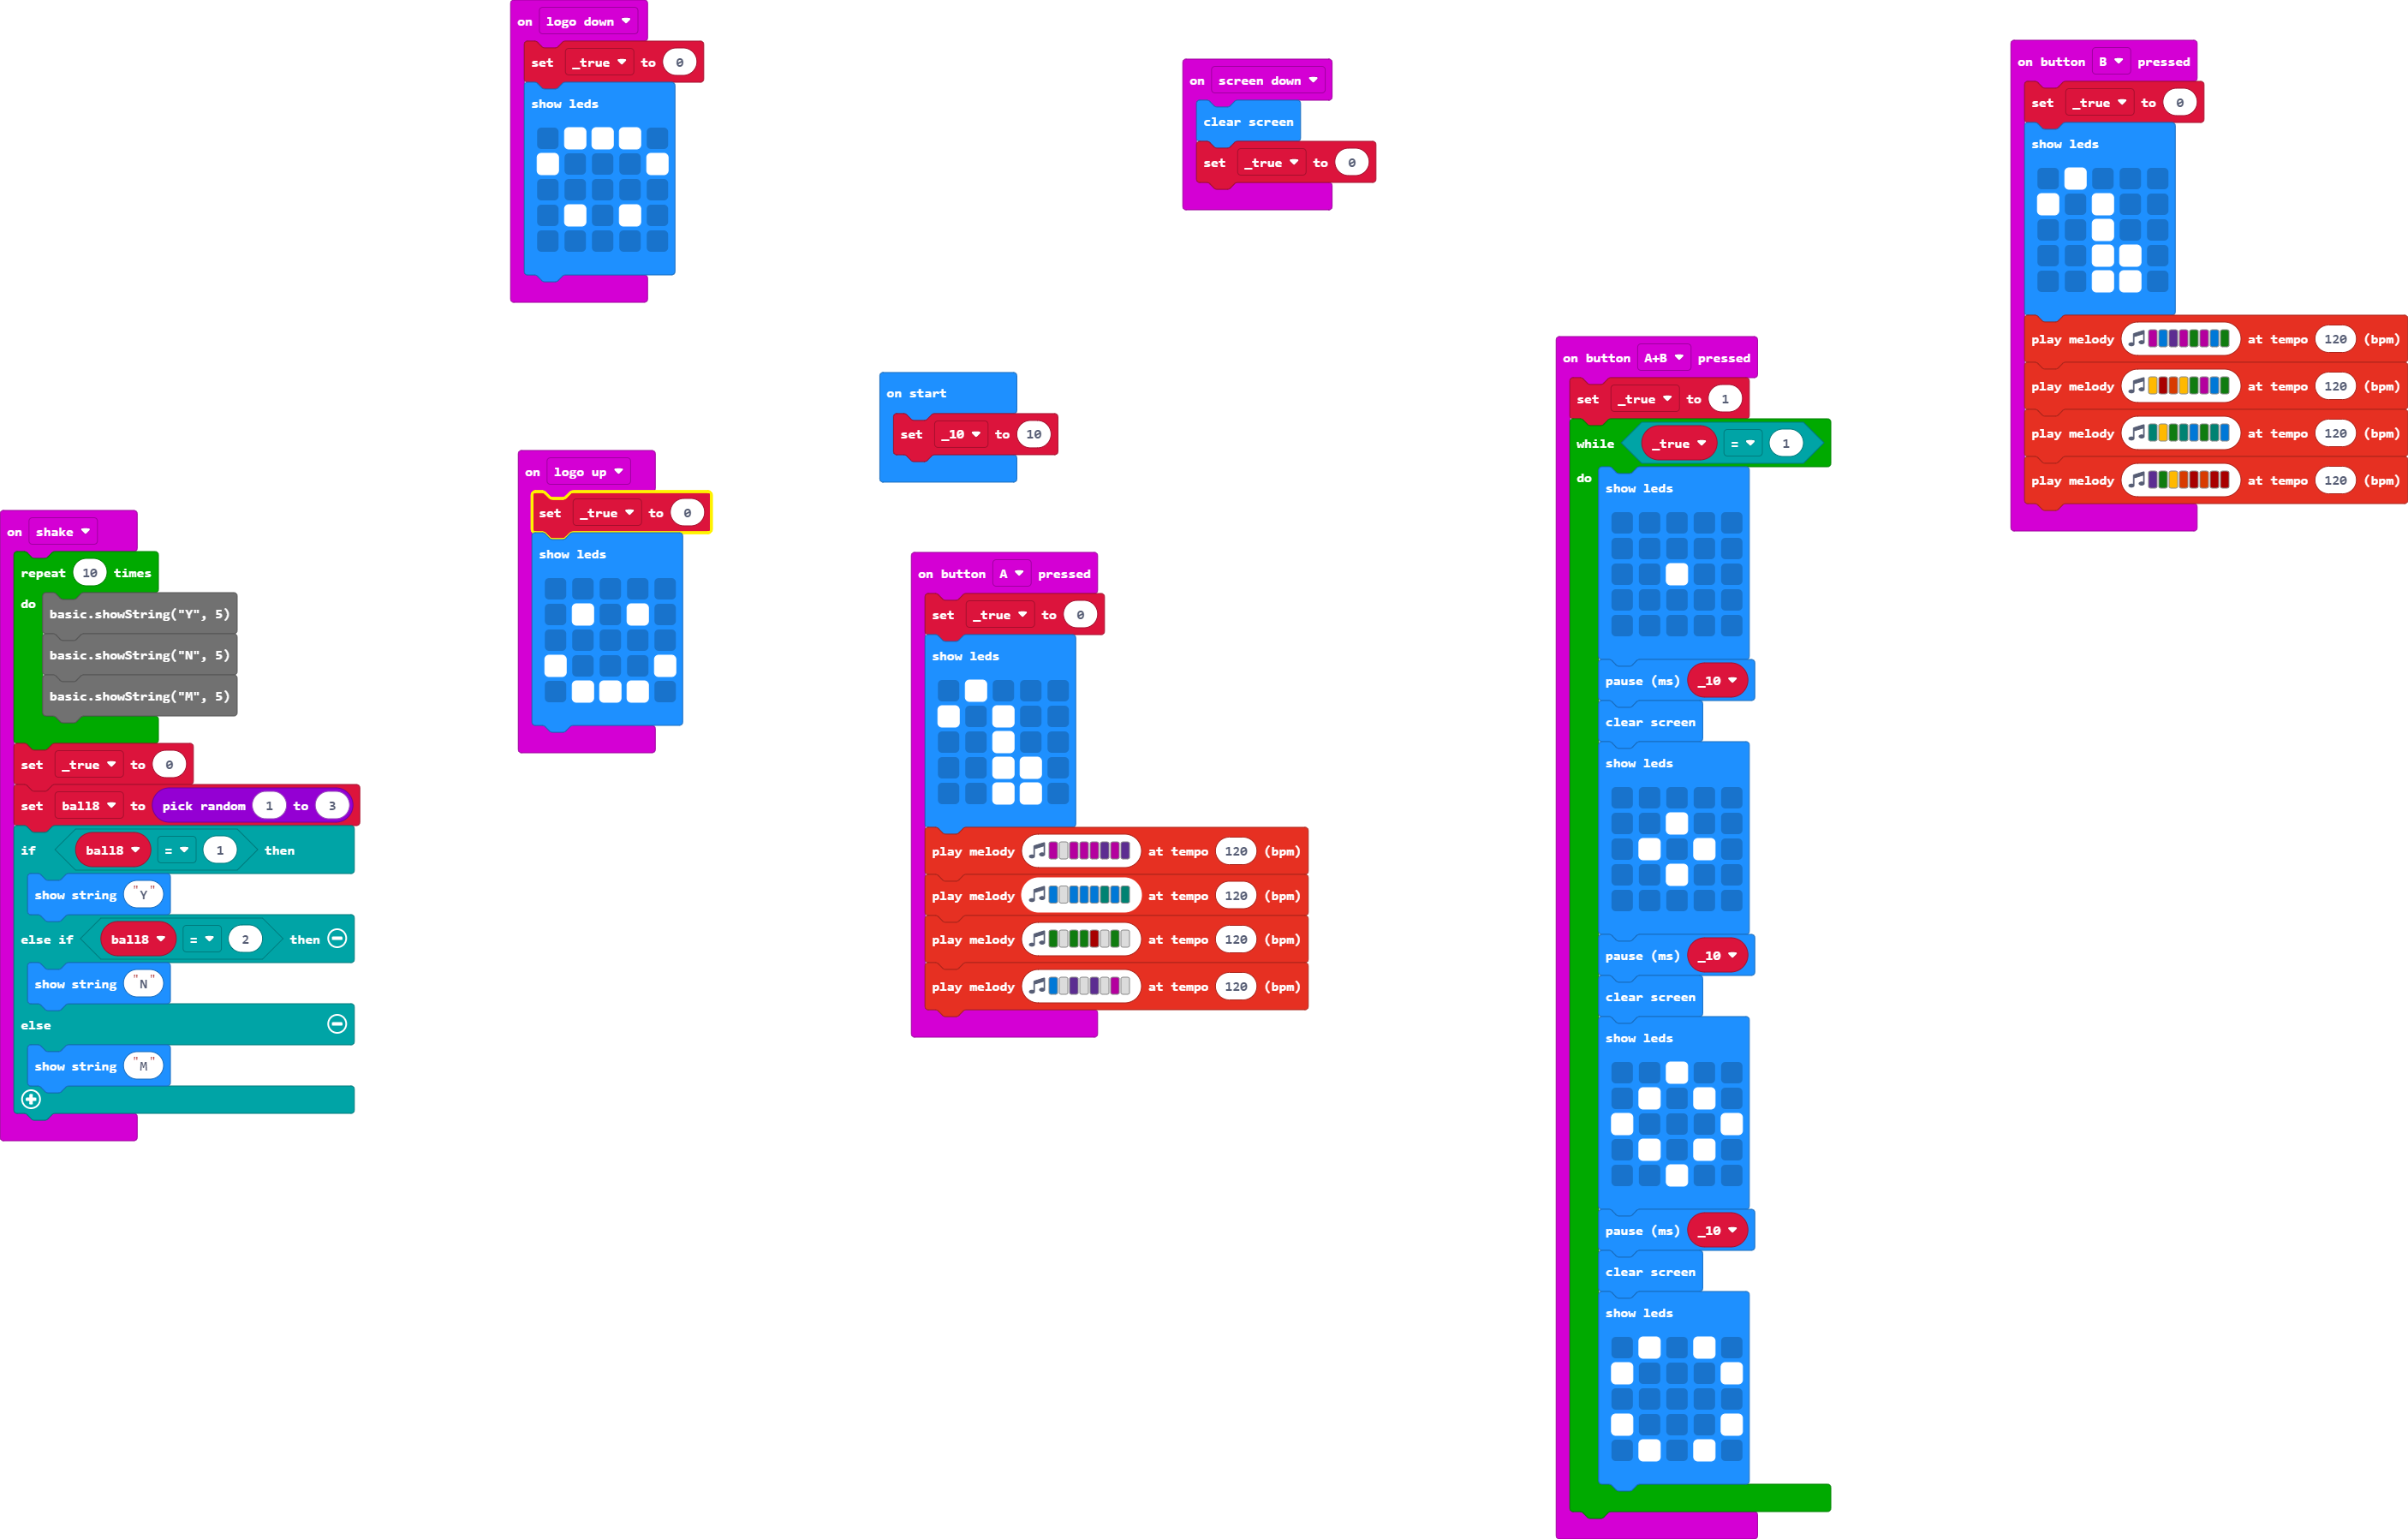 on logo down
set _true to 0
show leds
on screen down
clear screen
set _true to 0
on button B pressed
set _true to 0
show leds
play melody at tempo 120 (bpm)
play melody at tempo 120 (bpm)
play melody at tempo 120 (bpm)
play melody at tempo 120 (bpm)
on start
set _10 to 10
on logo up
set _true to 0
show leds
on shake
repeat 10 times
do
basic.showString("Y", 5)
basic.showString("N", 5)
basic.showString("M", 5)
set _true to 0
set ball8 to pick random 1 to 3
if ball8 = 1 then
show string "Y"
else if ball8 = 2 then
show string "N"
else
show string "M"
on button A pressed
set _true to 0
show leds
play melody at tempo 120 (bpm)
play melody at tempo 120 (bpm)
play melody at tempo 120 (bpm)
play melody at tempo 120 (bpm)
on button A+B pressed
set _true to 1
while _true = 1
do
show leds
pause (ms) _10
clear screen
show leds
pause (ms) _10
clear screen
show leds
pause (ms) _10
clear screen
show leds